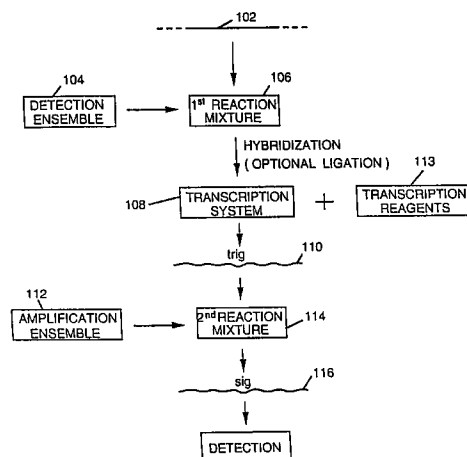 102
104
DETECTION
ENSEMBLE
106
1st REACTION
MIXTURE
HYBRIDIZATION
(OPTIONAL LIGATION)
113
108
TRANSCRIPTION
SYSTEM
+
TRANSCRIPTION
REAGENTS
trig
110
112
AMPLIFICATION
ENSEMBLE
2nd REACTION
MIXTURE
114
sig
116
DETECTION